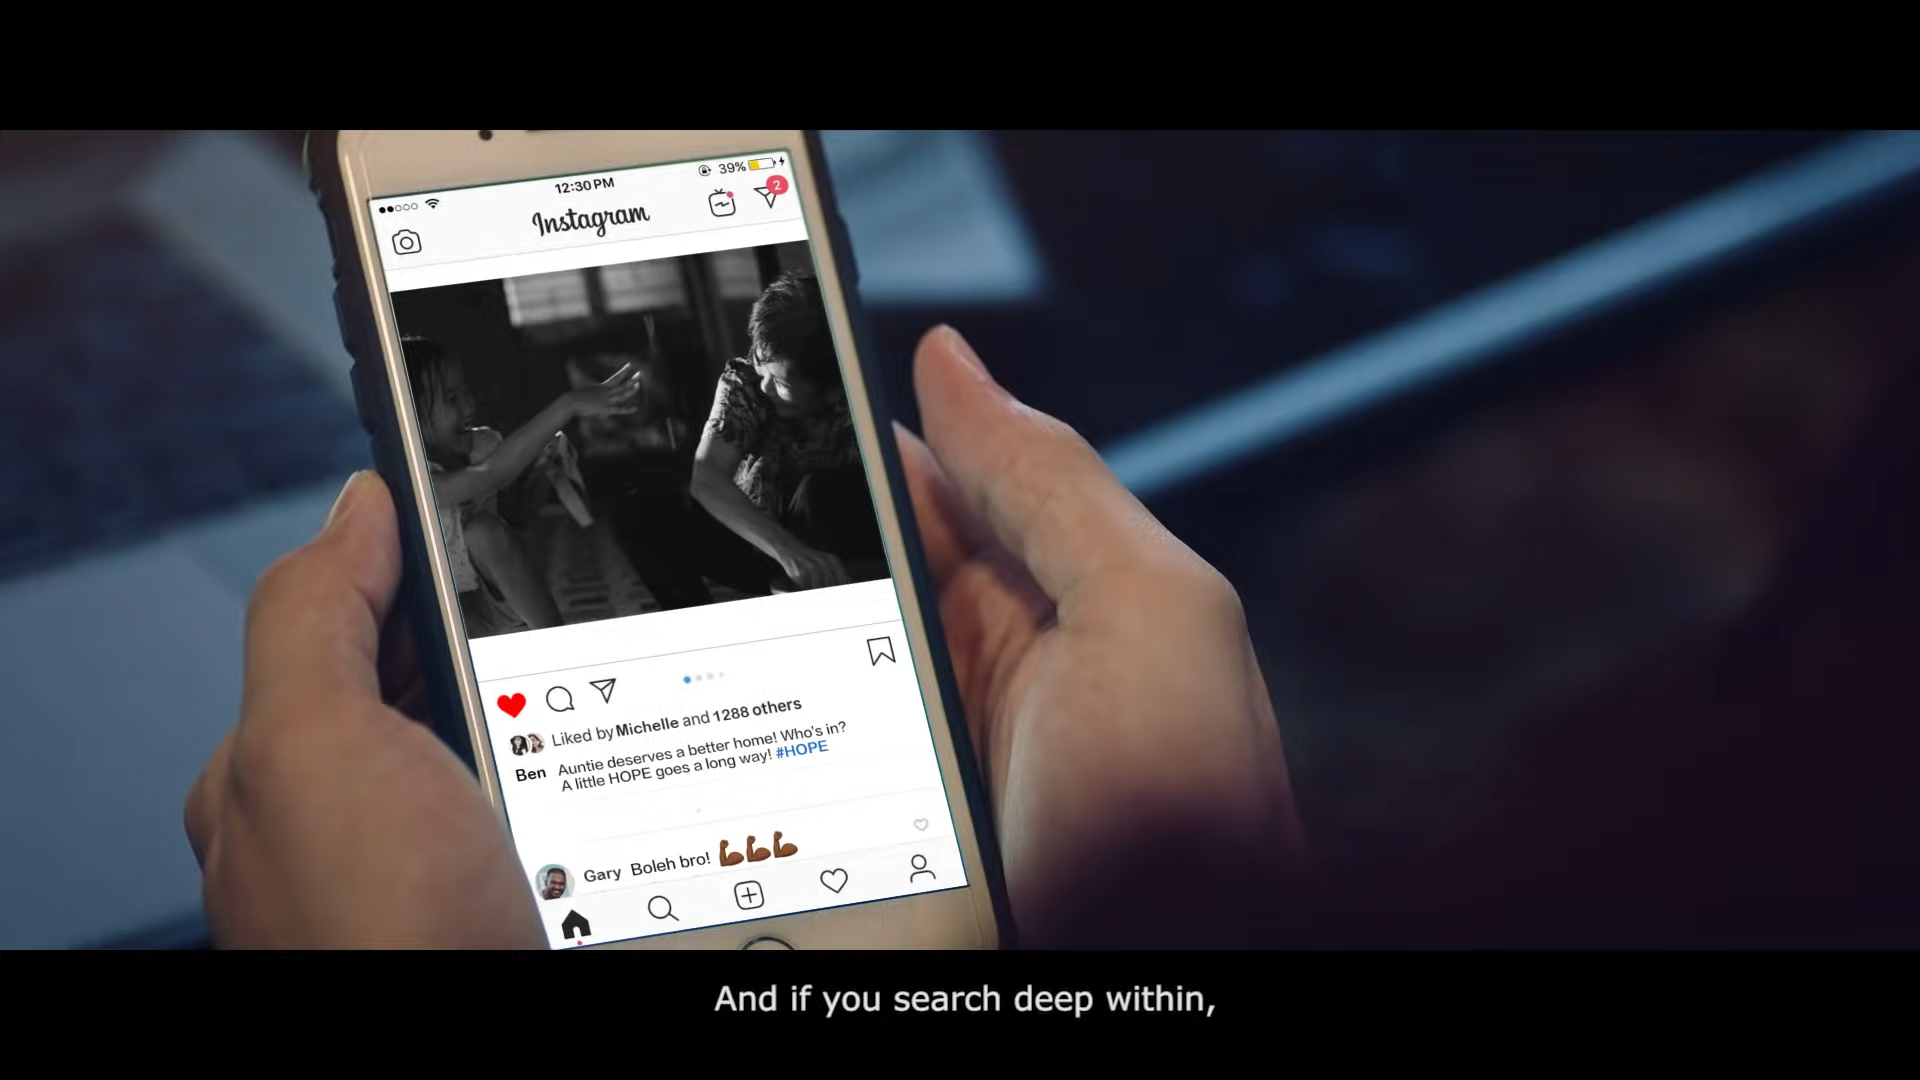 39%
12:30 PM
2
Instagram
Liked by Michelle and 1288 others
Ben Auntie deserves a better home! Who's in?
A little HOPE goes a long way! #HOPE
Gary Boleh bro! 💪🏾💪🏾💪🏾
And if you search deep within,